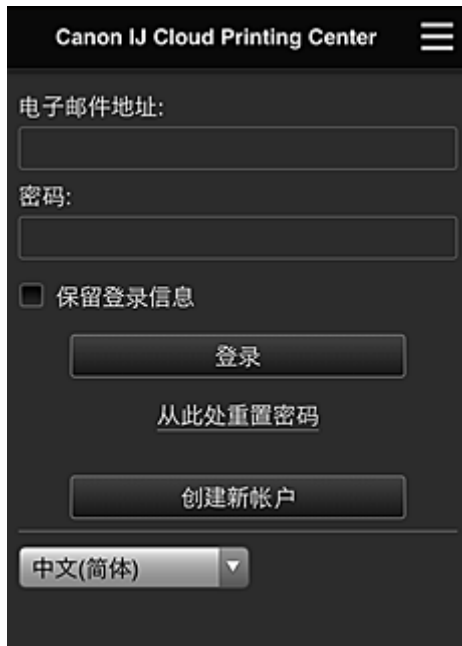 Canon IJ Cloud Printing Center
电子邮件地址:
密码:
保留登录信息
登录
从此处重置密码
创建新帐户
中文(简体)